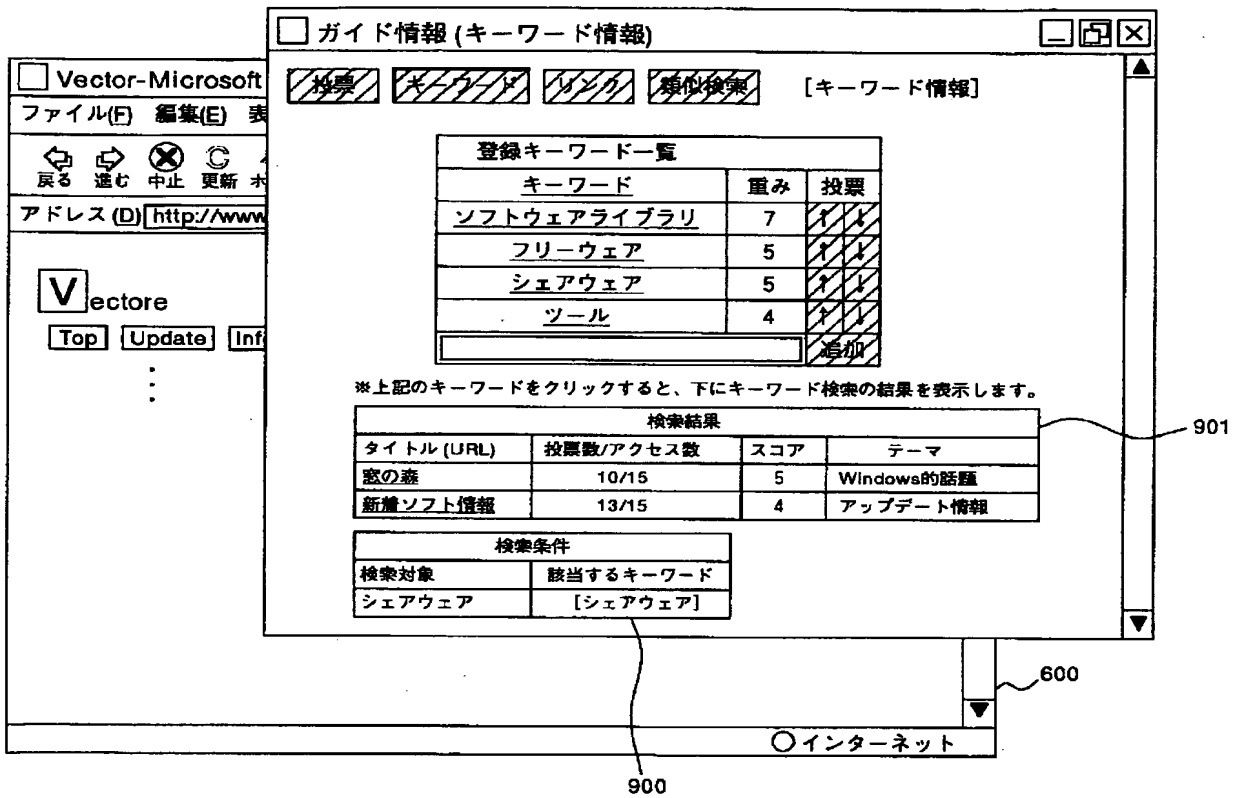 ガイド情報 (キーワード情報)
投票 キーワード リンク 類似検索 [キーワード情報]
登録キーワード一覧
キーワード 重み 投票
ソフトウェアライブラリ 7 ↑ ↓
フリーウェア 5 ↑ ↓
シェアウェア 5 ↑ ↓
ツール 4 ↑ ↓
追加
※上記のキーワードをクリックすると、下にキーワード検索の結果を表示します。
検索結果
タイトル (URL) 投票数/アクセス数 スコア テーマ
窓の森 10/15 5 Windows的話題
新着ソフト情報 13/15 4 アップデート情報
検索条件
検索対象 該当するキーワード
シェアウェア [シェアウェア]
Vector-Microsoft
ファイル(F) 編集(E) 表
戻る 進む 中止 更新 ホ
アドレス (D) http://www
Vectore
Top Update Inf
インターネット
901
600
900